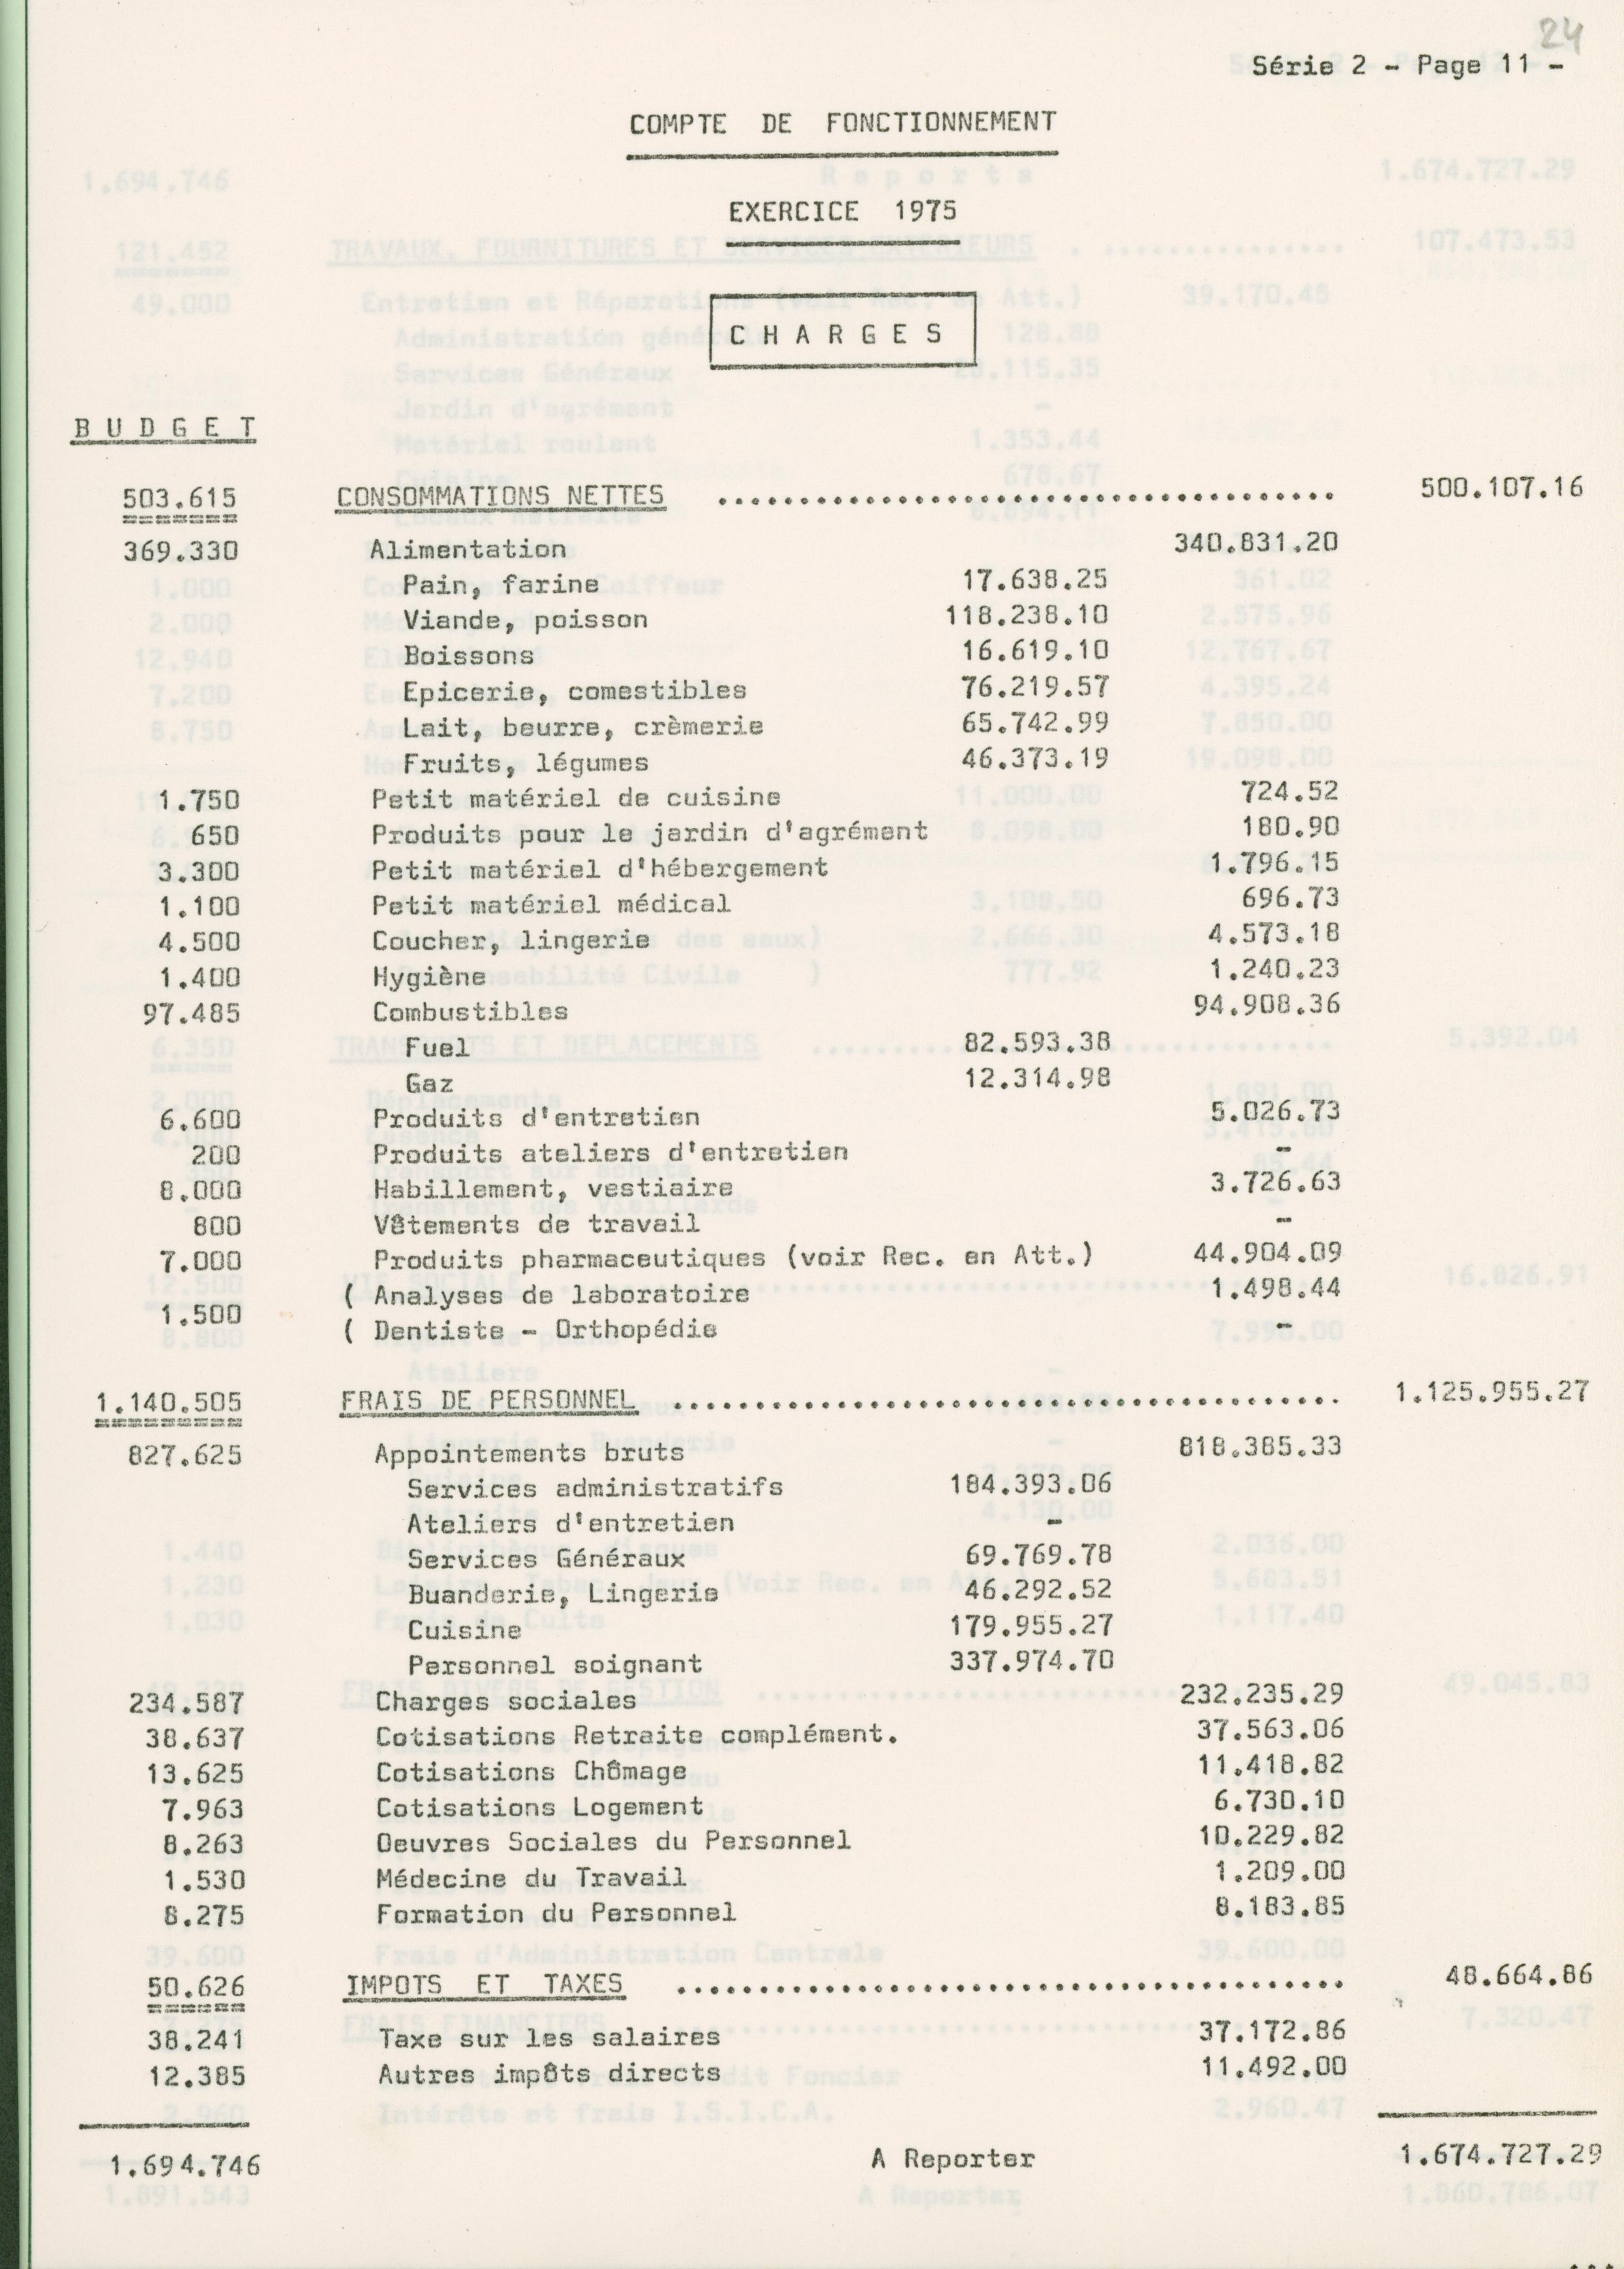 24
Série 2 - Page 11 -
COMPTE DE FONCTIONNEMENT
EXERCICE 1975
CHARGES
BUDGET
503.615 CONSOMMATIONS NETTES ...................................... 500.107.16
369.330 Alimentation 340.831.20
Pain, farine 17.638.25
Viande, poisson 118.238.10
Boissons 16.619.10
Epicerie, comestibles 76.219.57
Lait, beurre, crèmerie 65.742.99
Fruits, légumes 46.373.19
1.750 Petit matériel de cuisine 724.52
650 Produits pour le jardin d'agrément 180.90
3.300 Petit matériel d'hébergement 1.796.15
1.100 Petit matériel médical 696.73
4.500 Coucher, lingerie 4.573.18
1.400 Hygiène 1.240.23
97.485 Combustibles 94.908.36
Fuel 82.593.38
Gaz 12.314.98
6.600 Produits d'entretien 5.026.73
200 Produits ateliers d'entretien -
8.000 Habillement, vestiaire 3.726.63
800 Vêtements de travail -
7.000 Produits pharmaceutiques (voir Rec. en Att.) 44.904.09
( Analyses de laboratoire 1.498.44
1.500
( Dentiste - Orthopédie -
1.140.505 FRAIS DE PERSONNEL ......................................... 1.125.955.27
827.625 Appointements bruts 818.385.33
Services administratifs 184.393.06
Ateliers d'entretien -
Services Généraux 69.769.78
Buanderie, Lingerie 46.292.52
Cuisine 179.955.27
Personnel soignant 337.974.70
234.587 Charges sociales 232.235.29
38.637 Cotisations Retraite complément. 37.563.06
13.625 Cotisations Chômage 11.418.82
7.963 Cotisations Logement 6.730.10
8.263 Oeuvres Sociales du Personnel 10.229.82
1.530 Médecine du Travail 1.209.00
8.275 Formation du Personnel 8.183.85
50.626 IMPOTS ET TAXES ......................................... 48.664.86
38.241 Taxe sur les salaires 37.172.86
12.385 Autres impôts directs 11.492.00
1.694.746 A Reporter 1.674.727.29
...